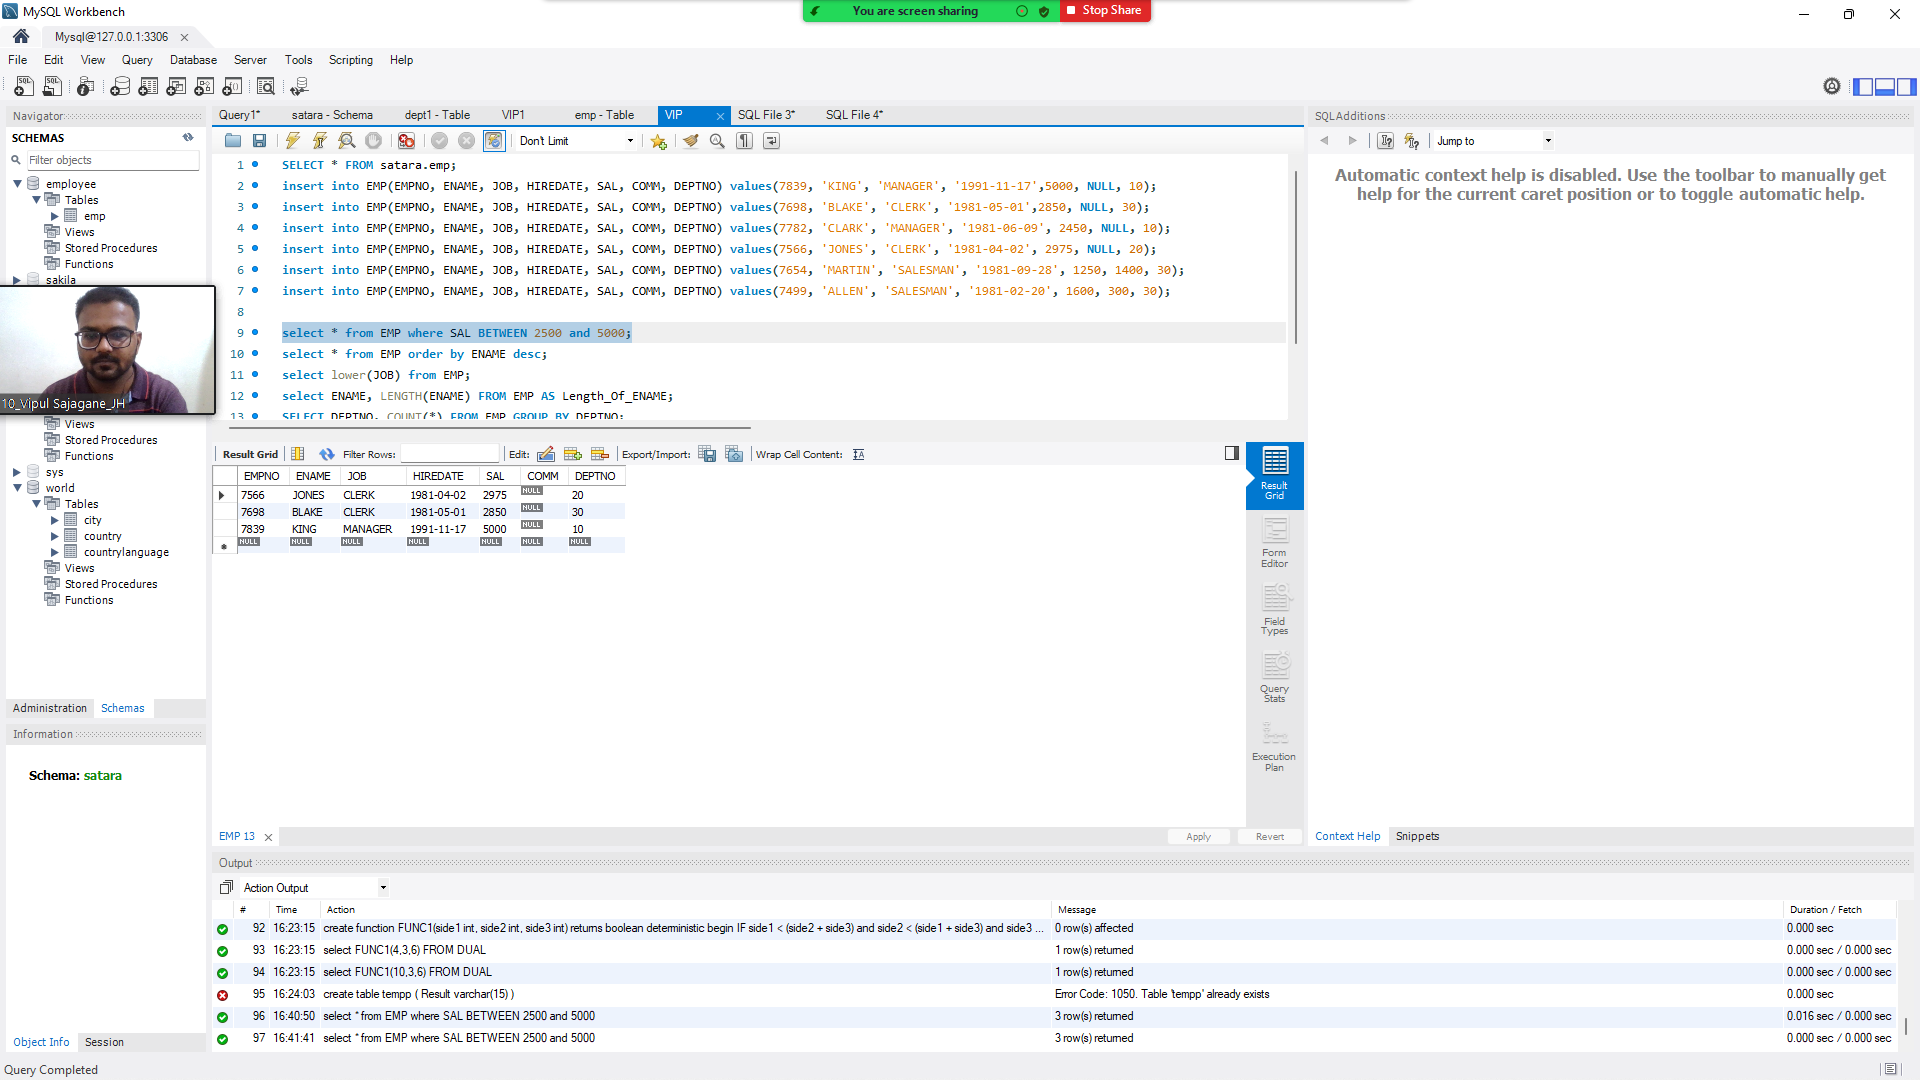 MySQL Workbench
You are screen sharing
Stop Share
Mysql@127.0.0.1:3306
File Edit View Query Database Server Tools Scripting Help
Navigator
SCHEMAS
Filter objects
employee
Tables
emp
Views
Stored Procedures
Functions
sakila
10_Vipul Sajagane_JH
Views
Stored Procedures
Functions
sys
world
Tables
city
country
countrylanguage
Views
Stored Procedures
Functions
Administration Schemas
Information
Schema: satara
Object Info Session
Query1* satara - Schema dept1 - Table VIP1 emp - Table VIP SQL File 3* SQL File 4*
Don't Limit
1 SELECT * FROM satara.emp;
2 insert into EMP(EMPNO, ENAME, JOB, HIREDATE, SAL, COMM, DEPTNO) values(7839, 'KING', 'MANAGER', '1991-11-17',5000, NULL, 10);
3 insert into EMP(EMPNO, ENAME, JOB, HIREDATE, SAL, COMM, DEPTNO) values(7698, 'BLAKE', 'CLERK', '1981-05-01',2850, NULL, 30);
4 insert into EMP(EMPNO, ENAME, JOB, HIREDATE, SAL, COMM, DEPTNO) values(7782, 'CLARK', 'MANAGER', '1981-06-09', 2450, NULL, 10);
5 insert into EMP(EMPNO, ENAME, JOB, HIREDATE, SAL, COMM, DEPTNO) values(7566, 'JONES', 'CLERK', '1981-04-02', 2975, NULL, 20);
6 insert into EMP(EMPNO, ENAME, JOB, HIREDATE, SAL, COMM, DEPTNO) values(7654, 'MARTIN', 'SALESMAN', '1981-09-28', 1250, 1400, 30);
7 insert into EMP(EMPNO, ENAME, JOB, HIREDATE, SAL, COMM, DEPTNO) values(7499, 'ALLEN', 'SALESMAN', '1981-02-20', 1600, 300, 30);
8
9 select * from EMP where SAL BETWEEN 2500 and 5000;
10 select * from EMP order by ENAME desc;
11 select lower(JOB) from EMP;
12 select ENAME, LENGTH(ENAME) FROM EMP AS Length_Of_ENAME;
13 SELECT DEPTNO, COUNT(*) FROM EMP GROUP BY DEPTNO;
Result Grid Filter Rows: Edit: Export/Import: Wrap Cell Content:
EMPNO ENAME JOB HIREDATE SAL COMM DEPTNO
7566 JONES CLERK 1981-04-02 2975 NULL 20
7698 BLAKE CLERK 1981-05-01 2850 NULL 30
7839 KING MANAGER 1991-11-17 5000 NULL 10
NULL NULL NULL NULL NULL NULL NULL
Result
Grid
Form
Editor
Field
Types
Query
Stats
Execution
Plan
EMP 13
Apply Revert
SQLAdditions
Jump to
Automatic context help is disabled. Use the toolbar to manually get
help for the current caret position or to toggle automatic help.
Context Help Snippets
Output
Action Output
# Time Action Message Duration / Fetch
92 16:23:15 create function FUNC1(side1 int, side2 int, side3 int) returns boolean deterministic begin IF side1 < (side2 + side3) and side2 < (side1 + side3) and side3 ... 0 row(s) affected 0.000 sec
93 16:23:15 select FUNC1(4,3,6) FROM DUAL 1 row(s) returned 0.000 sec / 0.000 sec
94 16:23:15 select FUNC1(10,3,6) FROM DUAL 1 row(s) returned 0.000 sec / 0.000 sec
95 16:24:03 create table tempp ( Result varchar(15) ) Error Code: 1050. Table 'tempp' already exists 0.000 sec
96 16:40:50 select * from EMP where SAL BETWEEN 2500 and 5000 3 row(s) returned 0.016 sec / 0.000 sec
97 16:41:41 select * from EMP where SAL BETWEEN 2500 and 5000 3 row(s) returned 0.000 sec / 0.000 sec
Query Completed